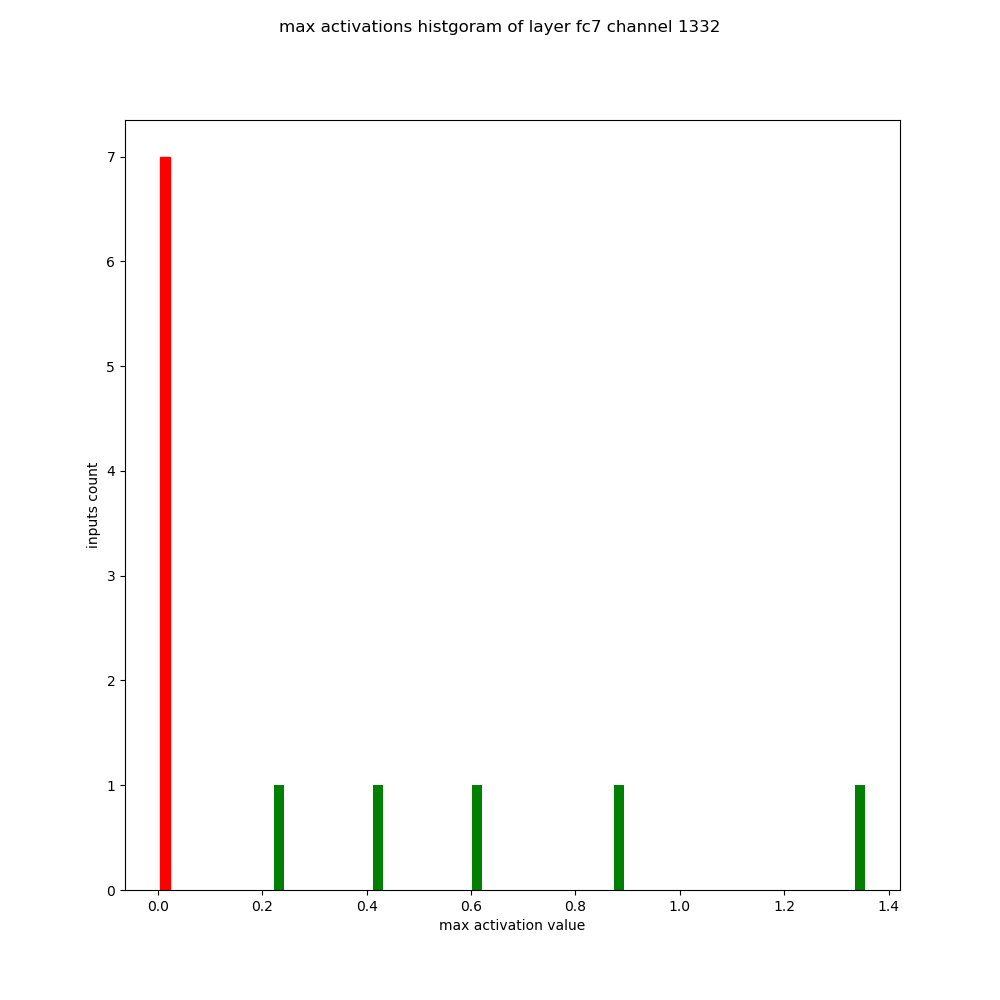 max activations histgoram of layer fc7 channel 1332
7
6
5
4
3
2
1
0
inputs count
0.0 0.2 0.4 0.6 0.8 1.0 1.2 1.4
max activation value